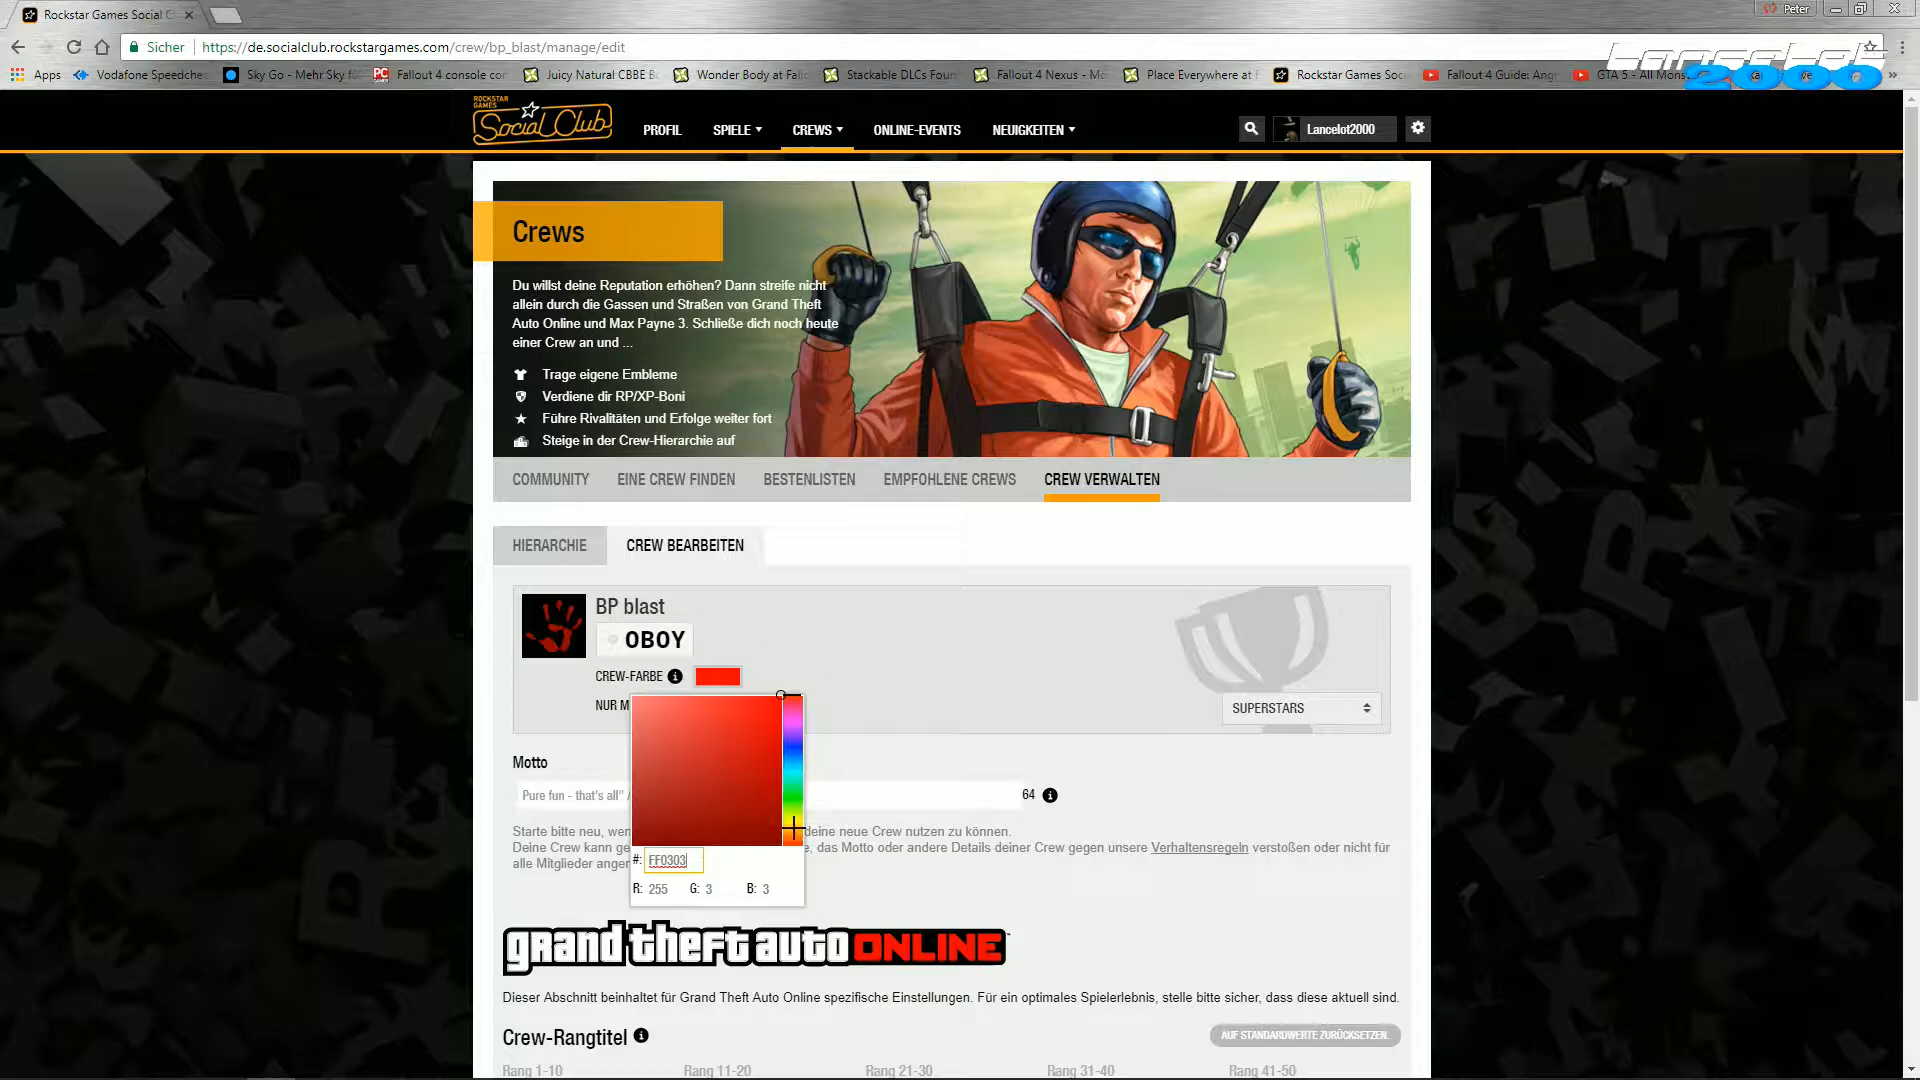 Rockstar Games Social C
Peter
Sicher
https://de.socialclub.rockstargames.com/crew/bp_blast/manage/edit
Lancelot
2000
Apps
Vodafone Speedche
Sky Go - Mehr Sky f
PC
Fallout 4 console co
Juicy Natural CBBE B
Wonder Body at Fall
Stackable DLCs Foun
Fallout 4 Nexus - Mo
Place Everywhere at
Rockstar Games Soc
Fallout 4 Guide: Ang
GTA 5 - All Mons
ROCKSTAR GAMES
Social Club
PROFIL
SPIELE
CREWS
ONLINE-EVENTS
NEUIGKEITEN
Lancelot2000
Crews
Du willst deine Reputation erhöhen? Dann streife nicht
allein durch die Gassen und Straßen von Grand Theft
Auto Online und Max Payne 3. Schließe dich noch heute
einer Crew an und ...
Trage eigene Embleme
Verdiene dir RP/XP-Boni
Führe Rivalitäten und Erfolge weiter fort
Steige in der Crew-Hierarchie auf
COMMUNITY
EINE CREW FINDEN
BESTENLISTEN
EMPFOHLENE CREWS
CREW VERWALTEN
HIERARCHIE
CREW BEARBEITEN
BP blast
OBOY
CREW-FARBE
NUR M
SUPERSTARS
Motto
Pure fun - that's all" /
64
Starte bitte neu, wen
deine neue Crew nutzen zu können.
Deine Crew kann ge
, das Motto oder andere Details deiner Crew gegen unsere Verhaltensregeln verstoßen oder nicht für
alle Mitglieder anger
#: FF0303
R: 255 G: 3 B: 3
grand theft auto ONLINE
Dieser Abschnitt beinhaltet für Grand Theft Auto Online spezifische Einstellungen. Für ein optimales Spielerlebnis, stelle bitte sicher, dass diese aktuell sind.
Crew-Rangtitel
AUF STANDARDWERTE ZURÜCKSETZEN
Rang 1-10
Rang 11-20
Rang 21-30
Rang 31-40
Rang 41-50